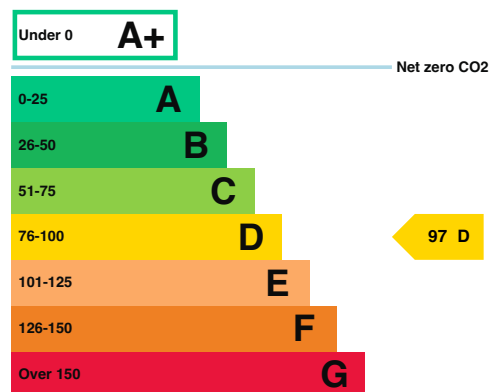 Under 0 A+
Net zero CO2
0-25 A
26-50 B
51-75 C
76-100 D
97 D
101-125 E
126-150 F
Over 150 G